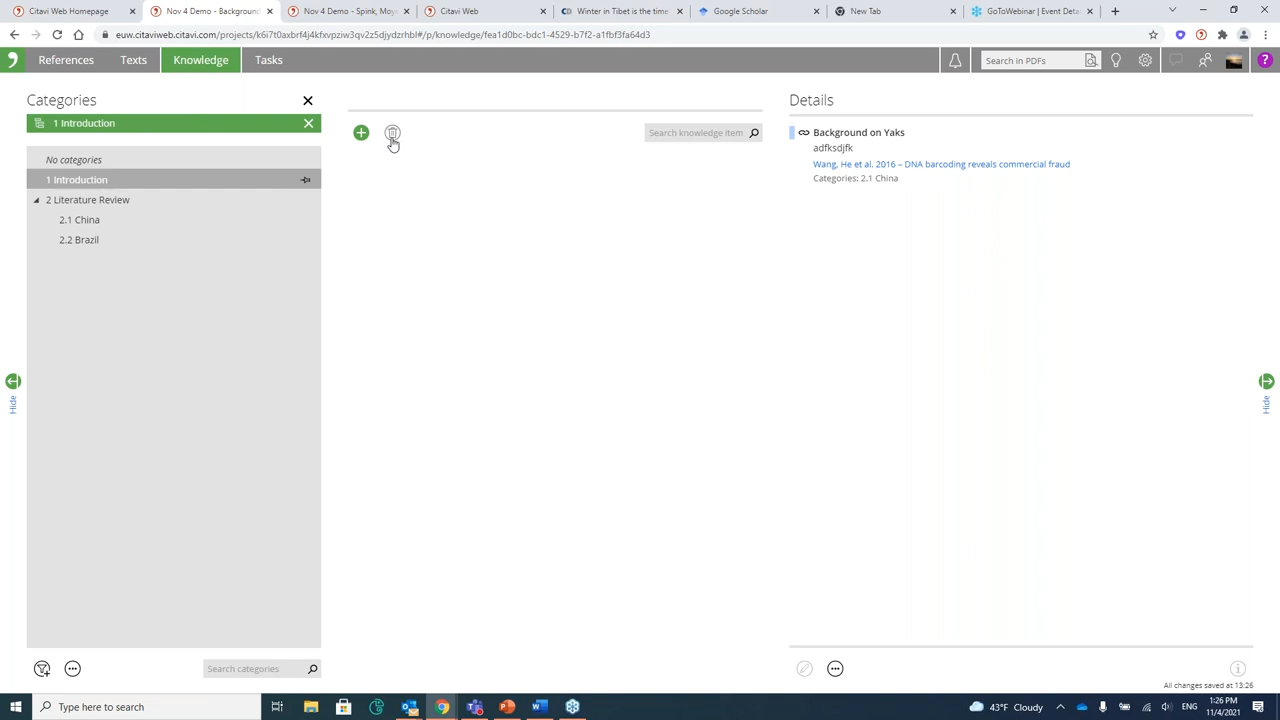 Citavi Web Homepage
Nov 4 Demo - Background
Nov 4 Demo - Spink, Moy
Citavi Web
Winter in Tibet is the time
Google Scholar
New Tab
GoToWebinar | Event Deta
euw.citaviweb.citavi.com/projects/k6i7t0axbrf4j4kfxvpziw3qv2z5djydzrhbl#/p/knowledge/fea1d0bc-bdc1-4529-b7f2-a1fbf3fa64d3
References
Texts
Knowledge
Tasks
Search in PDFs
Categories
1 Introduction
No categories
1 Introduction
2 Literature Review
2.1 China
2.2 Brazil
Search categories
Hide
Search knowledge item
Details
Background on Yaks
adfksdjfk
Wang, He et al. 2016 – DNA barcoding reveals commercial fraud
Categories: 2.1 China
Hide
All changes saved at 13:26
Type here to search
43°F Cloudy
ENG
1:26 PM
11/4/2021